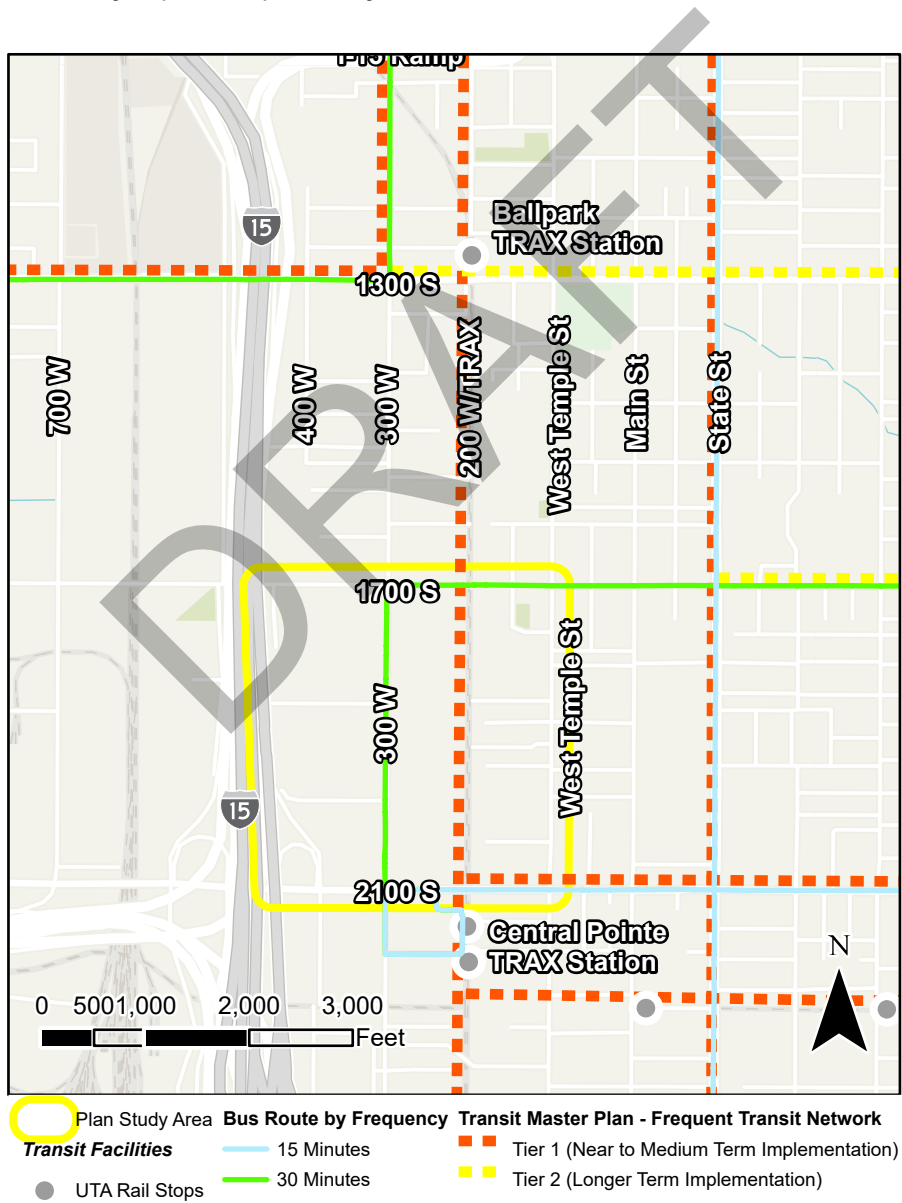 I-15 Ramp
15
Ballpark
TRAX Station
1300 S
700 W
400 W
300 W
200 W/TRAX
West Temple St
Main St
State St
DRAFT
1700 S
300 W
West Temple St
15
2100 S
Central Pointe
TRAX Station
N
0 500 1,000 2,000 3,000
Feet
Plan Study Area
Transit Facilities
UTA Rail Stops
Bus Route by Frequency
15 Minutes
30 Minutes
Transit Master Plan - Frequent Transit Network
Tier 1 (Near to Medium Term Implementation)
Tier 2 (Longer Term Implementation)